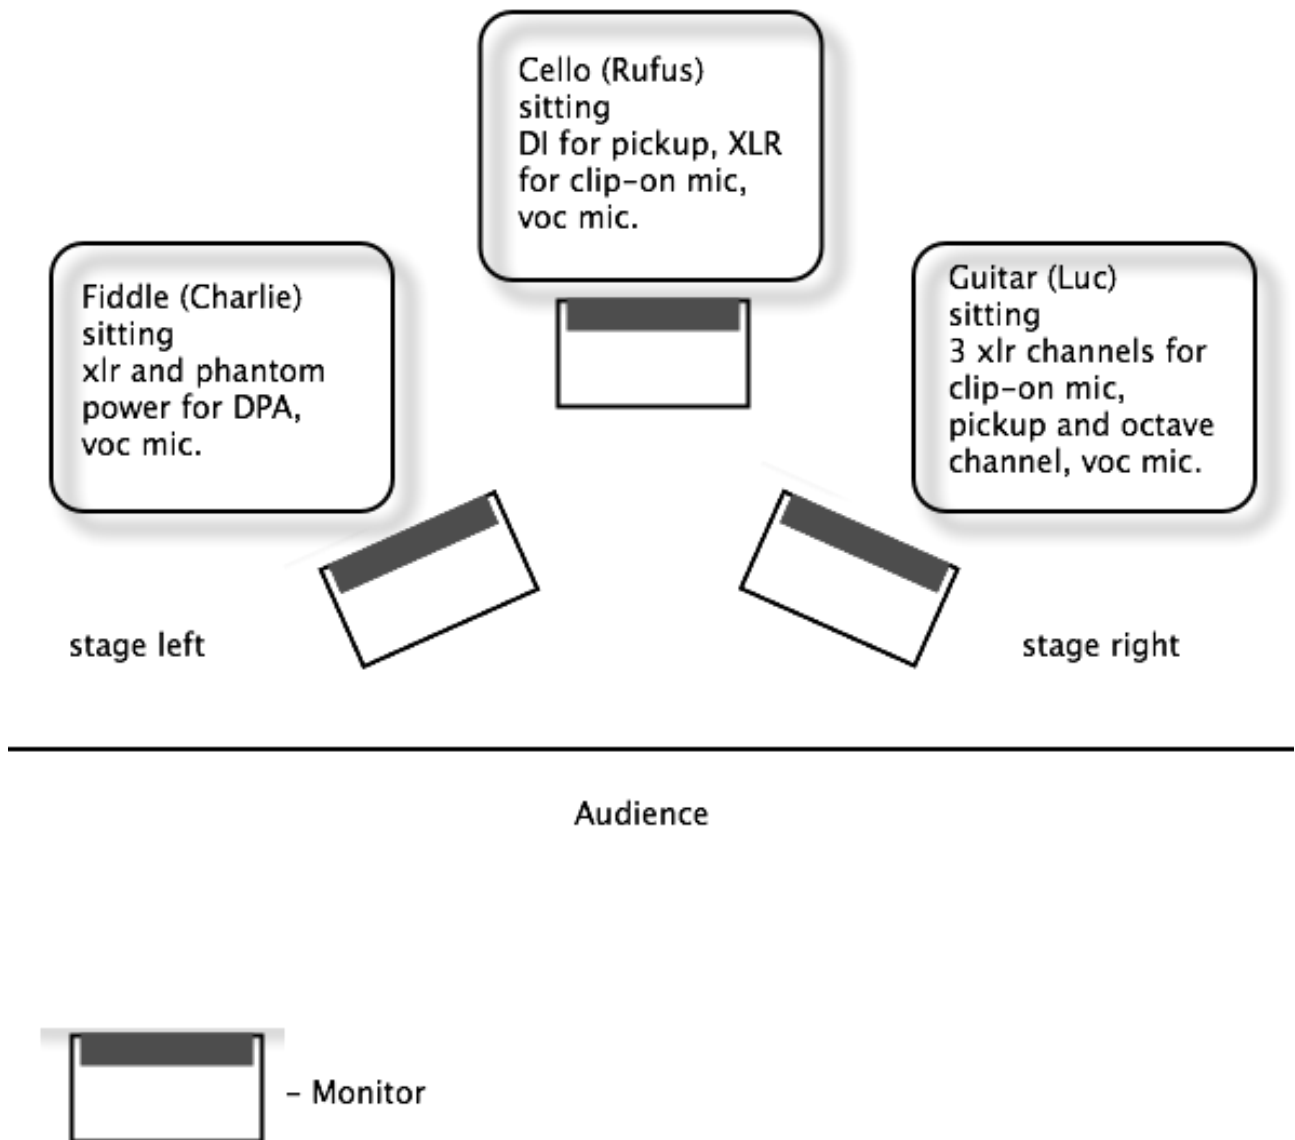 Cello (Rufus)
sitting
DI for pickup, XLR
for clip-on mic,
voc mic.
Fiddle (Charlie)
sitting
xlr and phantom
power for DPA,
voc mic.
Guitar (Luc)
sitting
3 xlr channels for
clip-on mic,
pickup and octave
channel, voc mic.
stage left
stage right
Audience
- Monitor